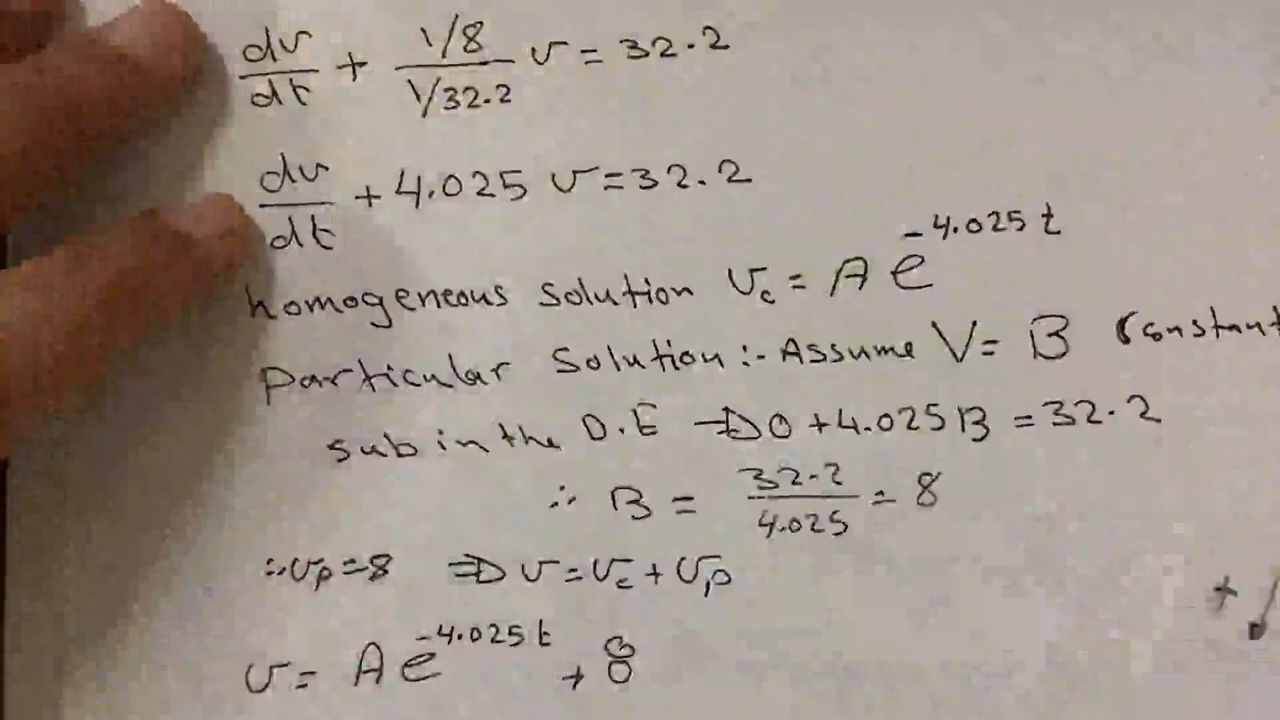 dv/dt + (1/8)/(1/32.2) v = 32.2
dv/dt + 4.025 v = 32.2
homogeneous solution v_c = A e^{-4.025 t}
Particular Solution :- Assume V = B Constant
sub in the D.E ⇒ 0 + 4.025 B = 32.2
∴ B = 32.2/4.025 = 8
∴ v_p = 8 ⇒ v = v_c + v_p
v = A e^{-4.025 t} + 8